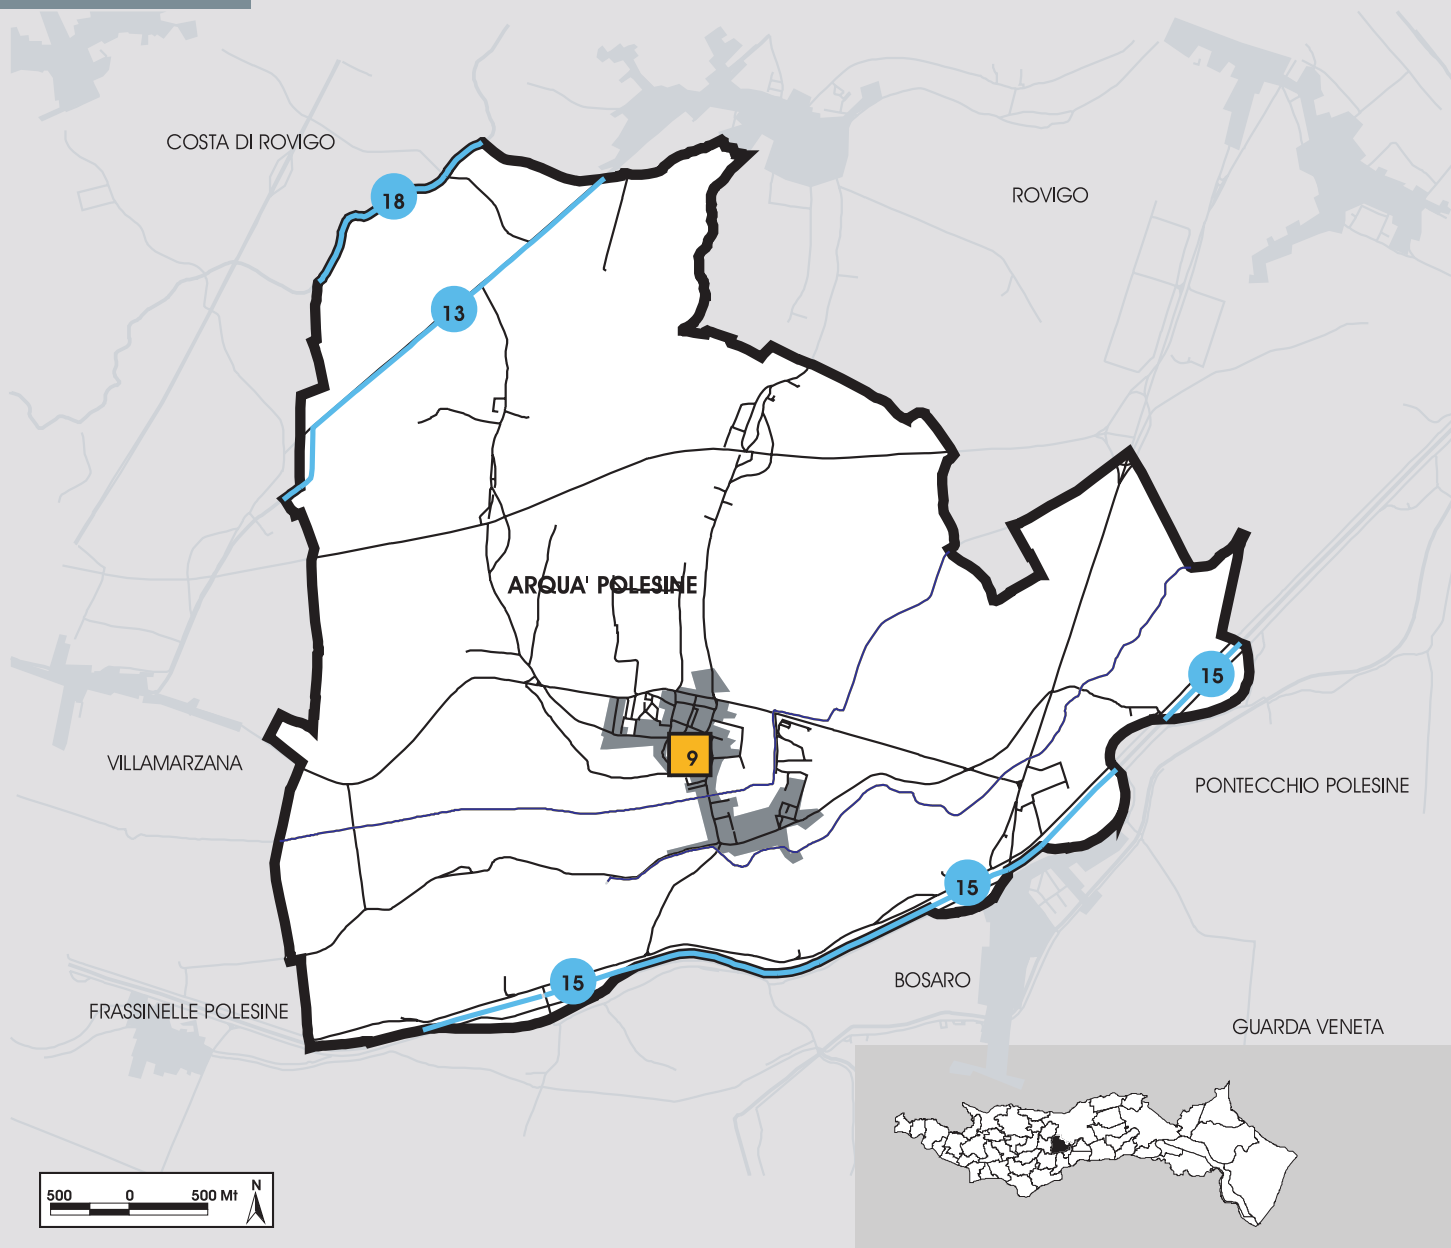 COSTA DI ROVIGO
ROVIGO
18
13
ARQUA' POLESINE
15
9
VILLAMARZANA
PONTECCHIO POLESINE
15
15
BOSARO
FRASSINELLE POLESINE
GUARDA VENETA
500 0 500 Mt N